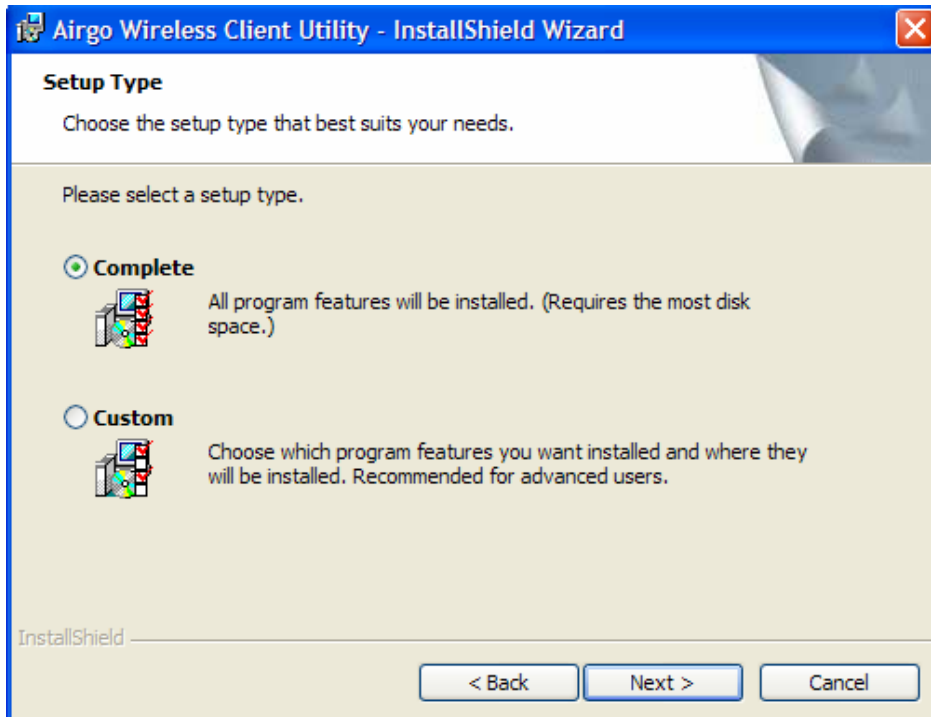 Airgo Wireless Client Utility - InstallShield Wizard
Setup Type
Choose the setup type that best suits your needs.
Please select a setup type.
Complete
All program features will be installed. (Requires the most disk
space.)
Custom
Choose which program features you want installed and where they
will be installed. Recommended for advanced users.
InstallShield
< Back
Next >
Cancel